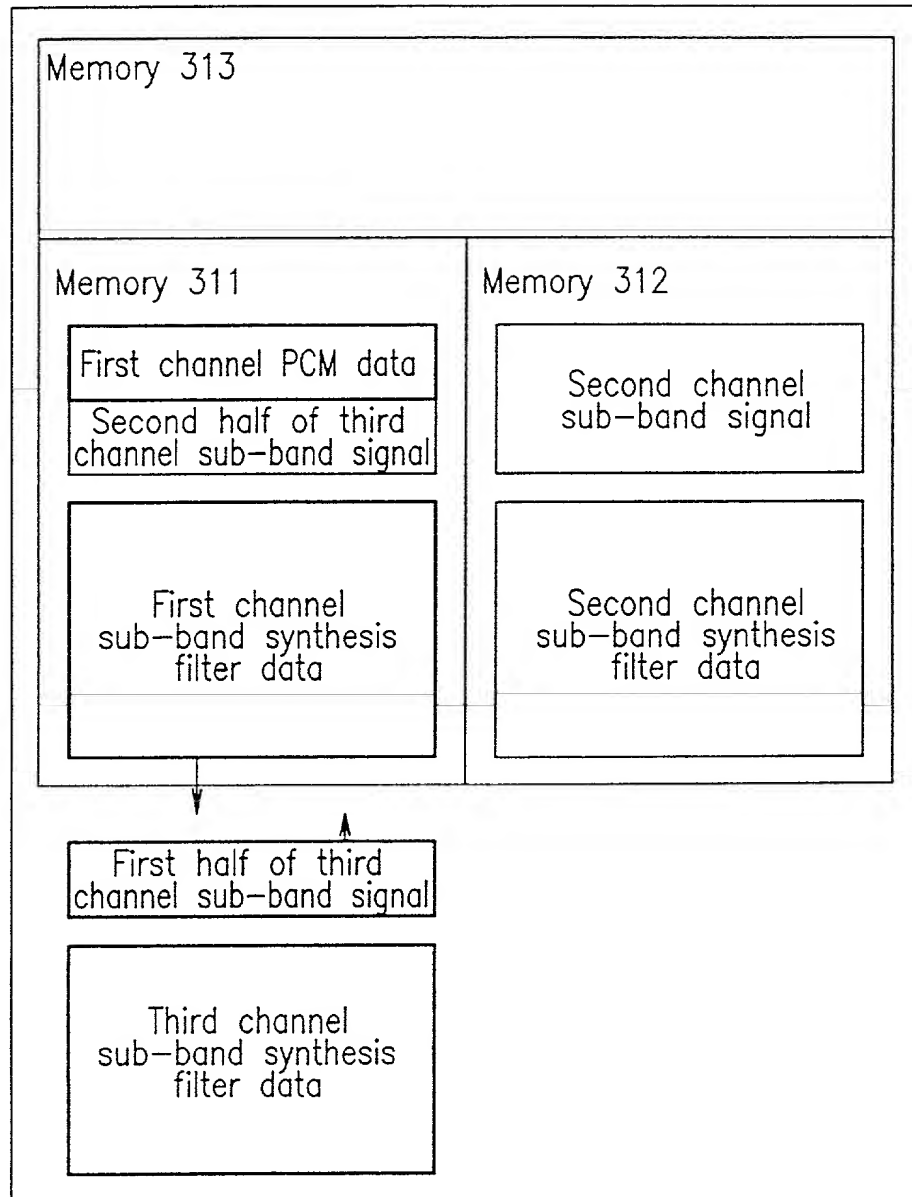 Memory 313
Memory 311
First channel PCM data
Second half of third
channel sub-band signal
First channel
sub-band synthesis
filter data
Memory 312
Second channel
sub-band signal
Second channel
sub-band synthesis
filter data
First half of third
channel sub-band signal
Third channel
sub-band synthesis
filter data